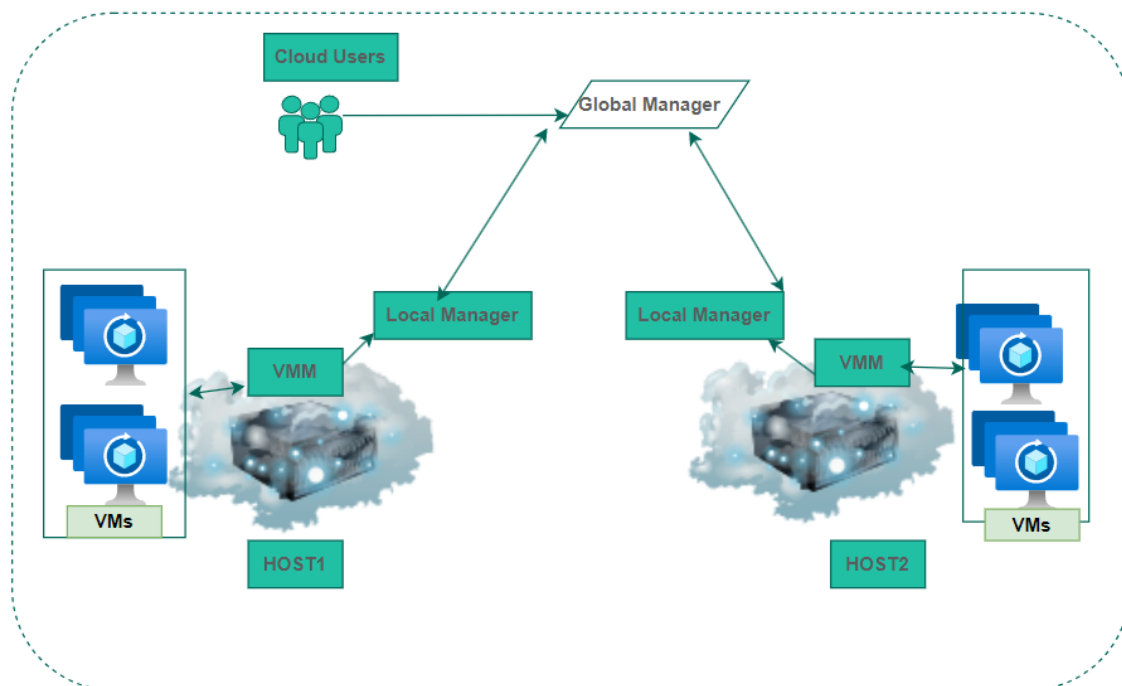 Cloud Users
Global Manager
Local Manager
Local Manager
VMM
VMM
VMs
VMs
HOST1
HOST2